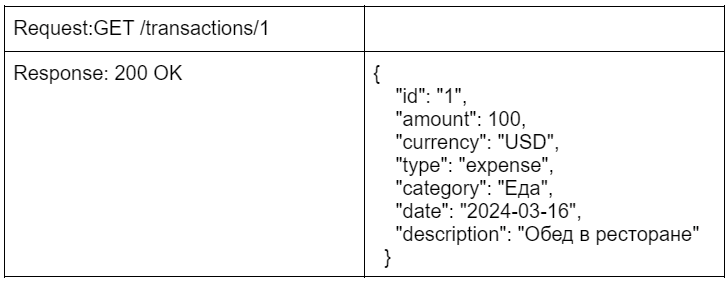 Request:GET /transactions/1
Response: 200 OK
{
"id": "1",
"amount": 100,
"currency": "USD",
"type": "expense",
"category": "Еда",
"date": "2024-03-16",
"description": "Обед в ресторане"
}